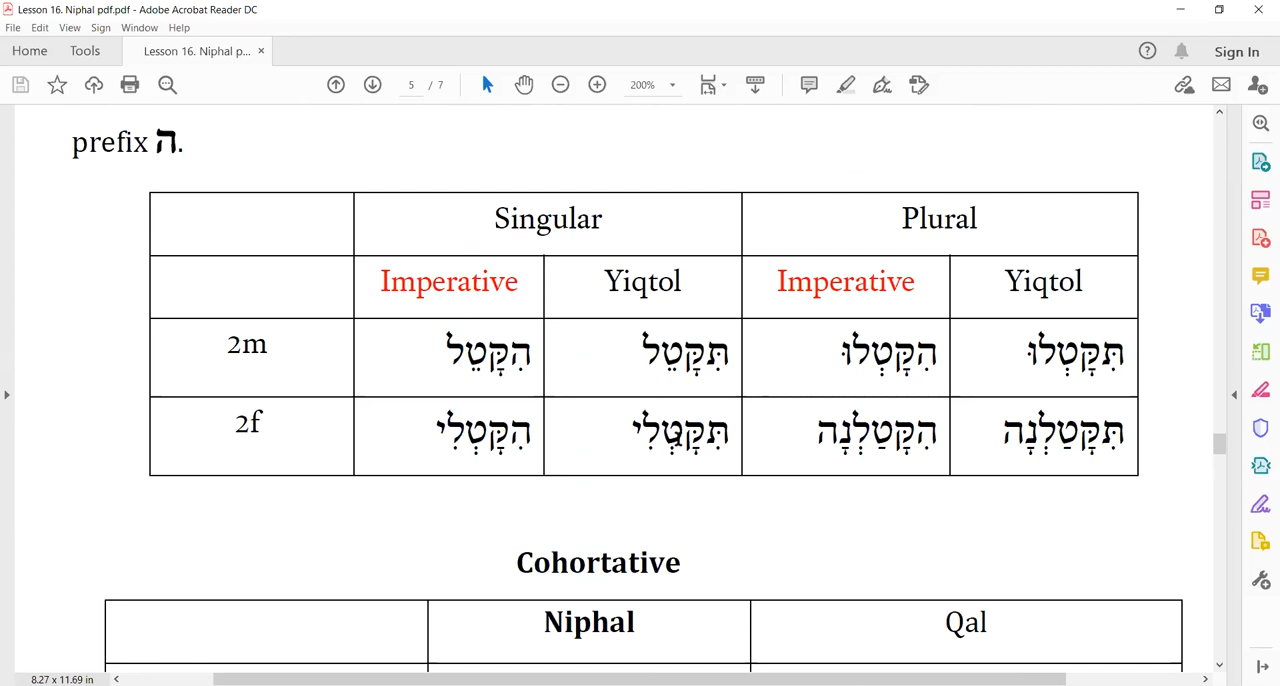 Lesson 16. Niphal pdf.pdf - Adobe Acrobat Reader DC
File Edit View Sign Window Help
Home Tools Lesson 16. Niphal p... × Sign In
5 / 7 200%
prefix ה.
Singular Plural
Imperative Yiqtol Imperative Yiqtol
2m הִקָּטֵל תִּקָּטֵל הִקָּטְלוּ תִּקָּטְלוּ
2f הִקָּטְלִי תִּקָּטְלִי הִקָּטַלְנָה תִּקָּטַלְנָה
Cohortative
Niphal Qal
8.27 x 11.69 in